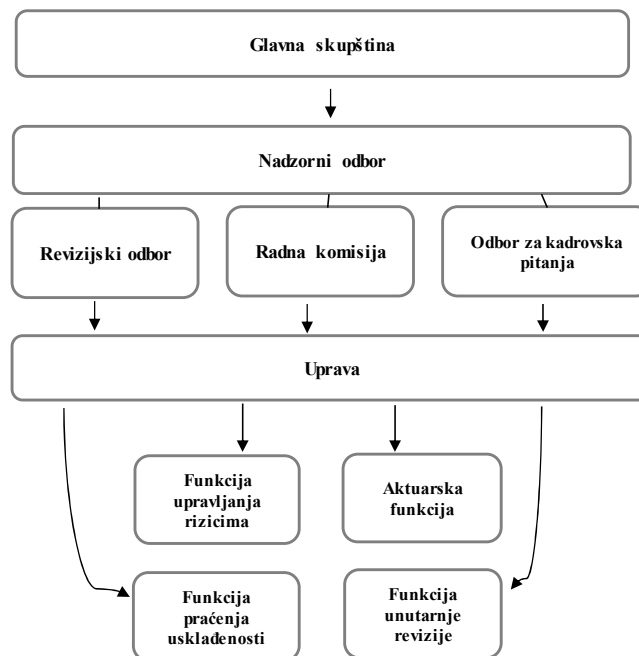 Glavna skupština
Nadzorni odbor
Revizijski odbor
Radna komisija
Odbor za kadrovska
pitanja
Uprava
Funkcija
upravljanja
rizicima
Aktuarska
funkcija
Funkcija
praćenja
usklađenosti
Funkcija
unutarnje
revizije